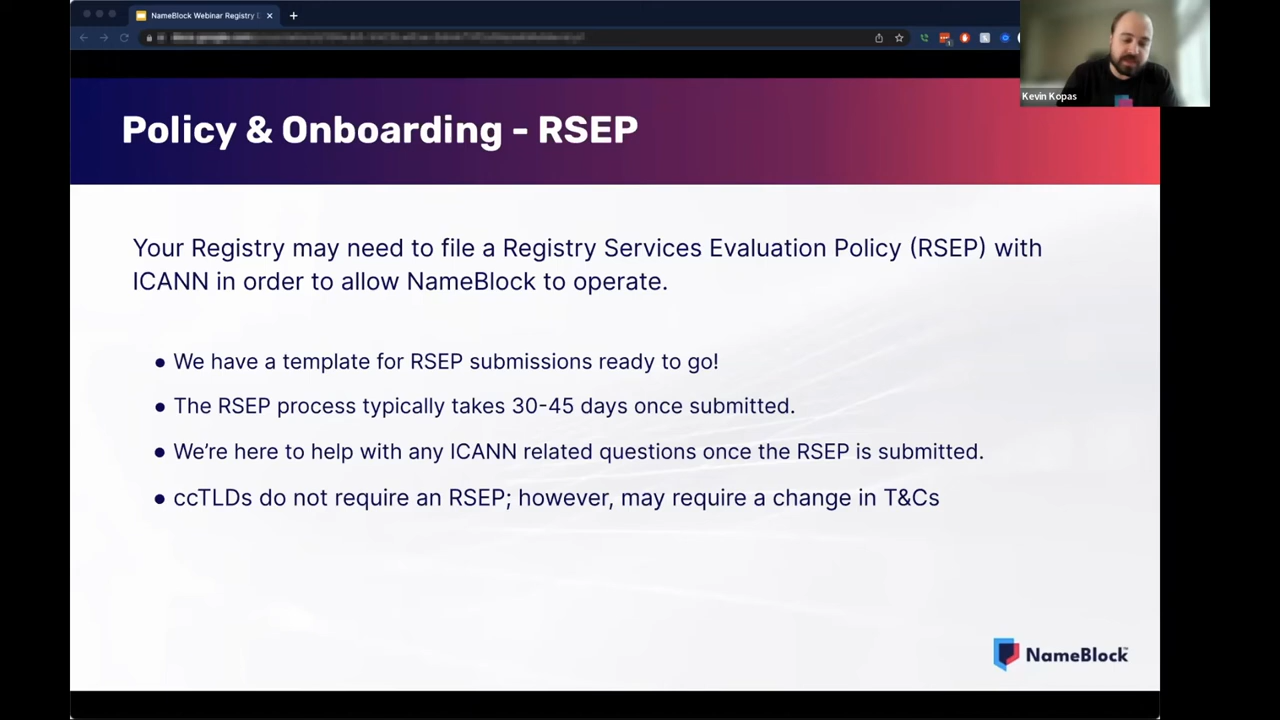 NameBlock Webinar Registry
Kevin Kopas
Policy & Onboarding - RSEP
Your Registry may need to file a Registry Services Evaluation Policy (RSEP) with
ICANN in order to allow NameBlock to operate.
● We have a template for RSEP submissions ready to go!
● The RSEP process typically takes 30-45 days once submitted.
● We’re here to help with any ICANN related questions once the RSEP is submitted.
● ccTLDs do not require an RSEP; however, may require a change in T&Cs
NameBlock™